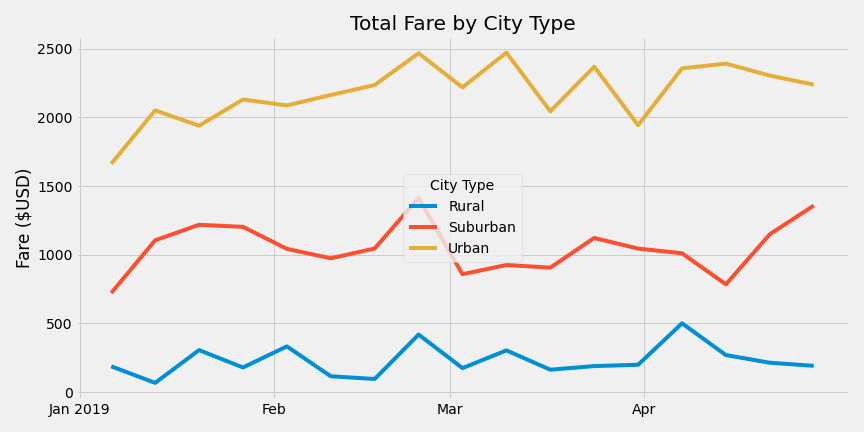 Total Fare by City Type
Fare ($USD)
2500
2000
1500
1000
500
0
City Type
Rural
Suburban
Urban
Jan 2019 Feb Mar Apr